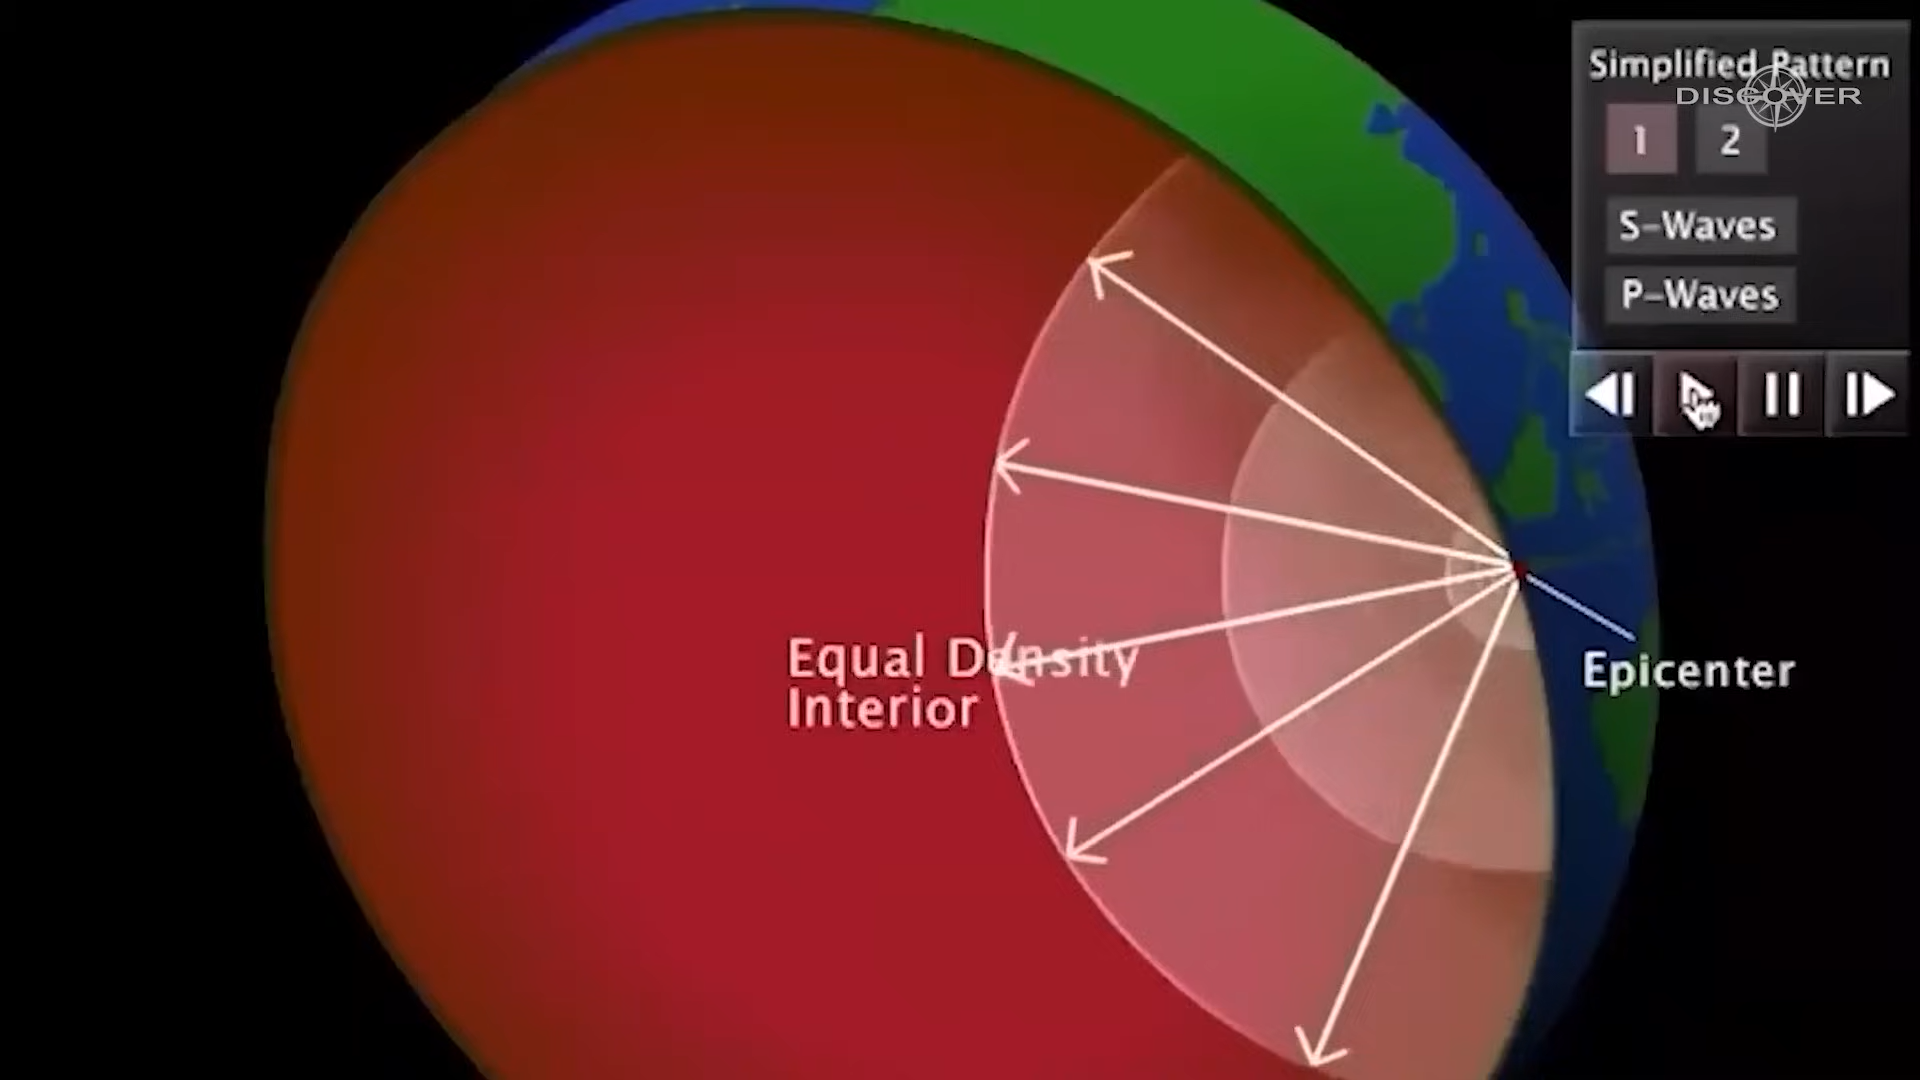 Simplified Pattern
DISCOVER
1 2
S-Waves
P-Waves
Equal Density
Interior
Epicenter